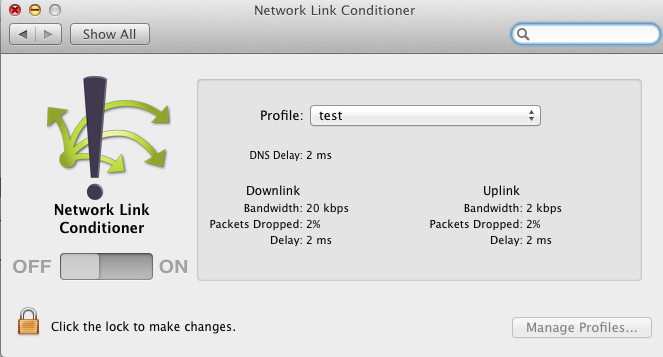 Network Link Conditioner
Show All
Profile: test
DNS Delay: 2 ms
Downlink Uplink
Bandwidth: 20 kbps Bandwidth: 2 kbps
Packets Dropped: 2% Packets Dropped: 2%
Delay: 2 ms Delay: 2 ms
Network Link
Conditioner
OFF ON
Click the lock to make changes.
Manage Profiles...